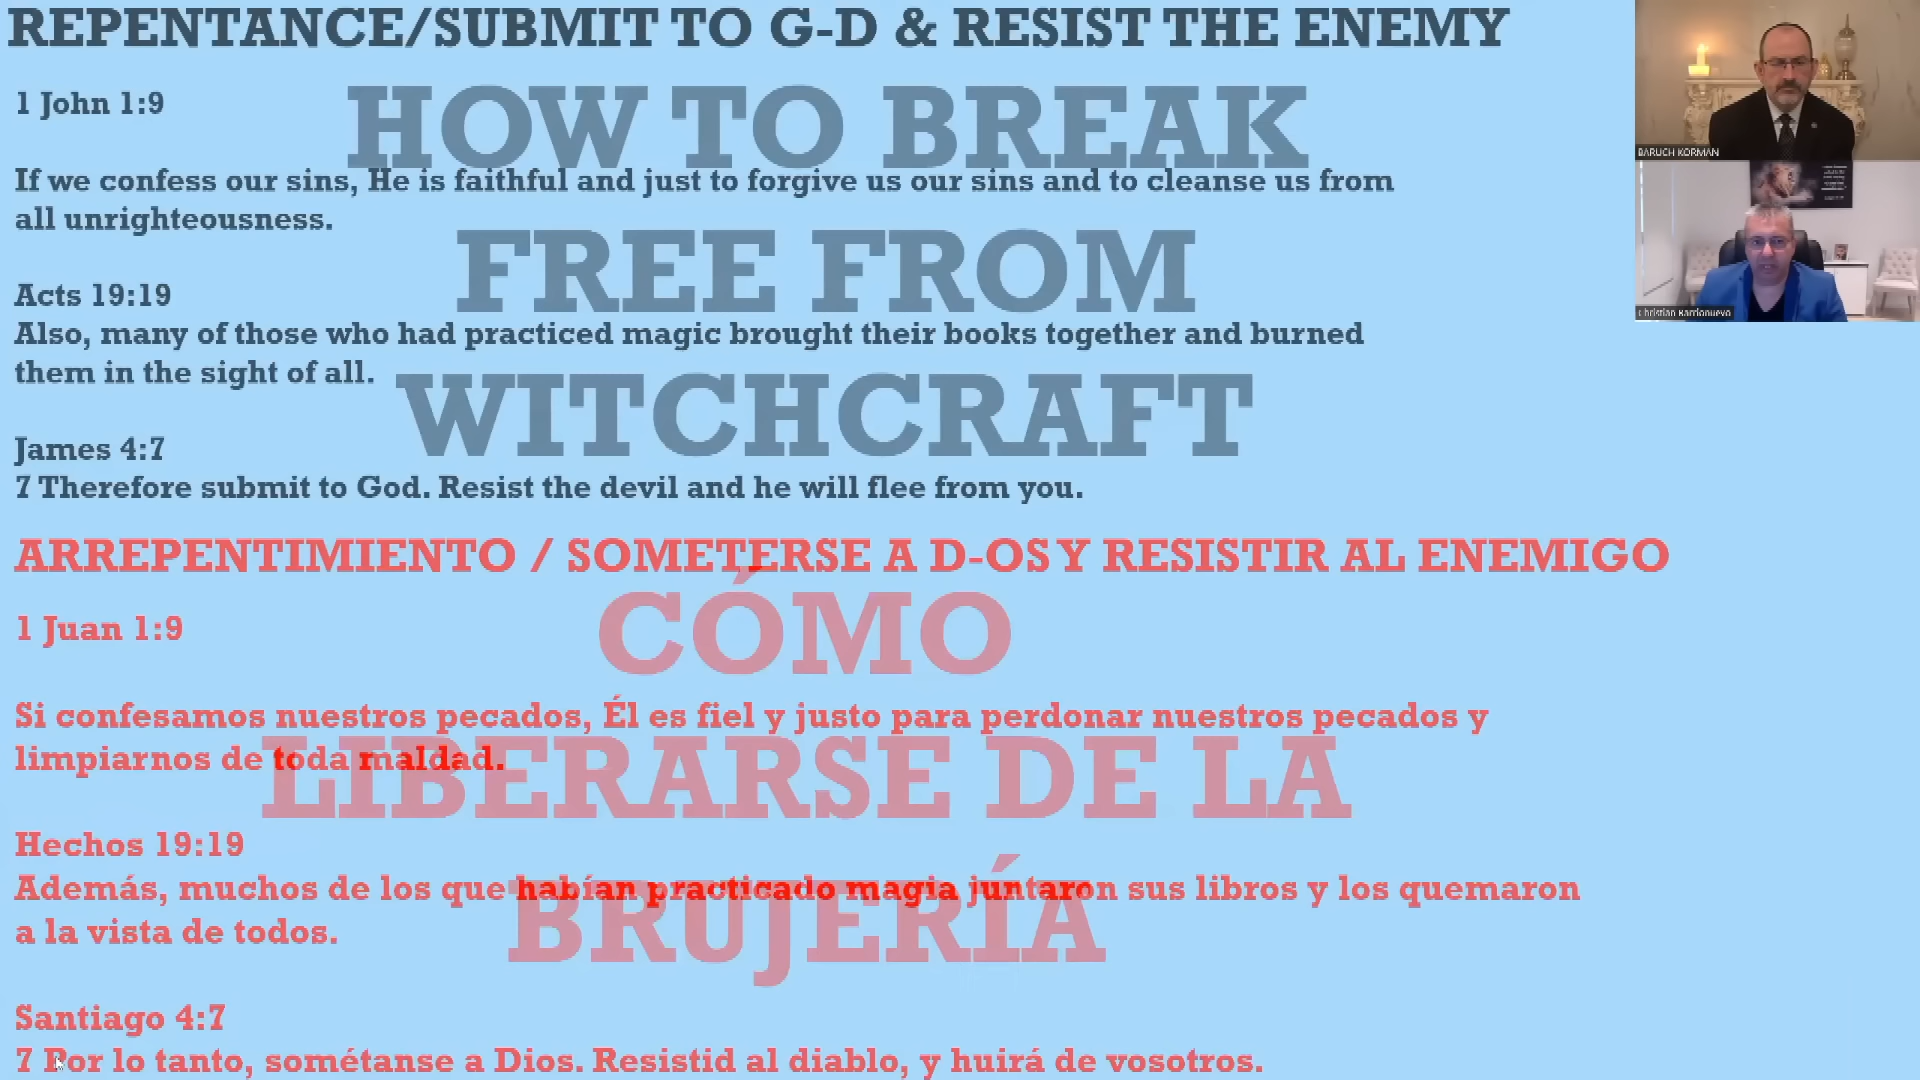 REPENTANCE/SUBMIT TO G-D & RESIST THE ENEMY
1 John 1:9
HOW TO BREAK
If we confess our sins, He is faithful and just to forgive us our sins and to cleanse us from
all unrighteousness.
FREE FROM
Acts 19:19
Also, many of those who had practiced magic brought their books together and burned
them in the sight of all.
WITCHCRAFT
James 4:7
7 Therefore submit to God. Resist the devil and he will flee from you.
ARREPENTIMIENTO / SOMETERSE A D-OS Y RESISTIR AL ENEMIGO
CÓMO
1 Juan 1:9
Si confesamos nuestros pecados, Él es fiel y justo para perdonar nuestros pecados y
limpiarnos de toda maldad.
LIBERARSE DE LA
Hechos 19:19
Además, muchos de los que habían practicado magia juntaron sus libros y los quemaron
a la vista de todos.
BRUJERÍA
Santiago 4:7
7 Por lo tanto, sométanse a Dios. Resistid al diablo, y huirá de vosotros.
BARUCH KORMAN
Christian Barrionuevo